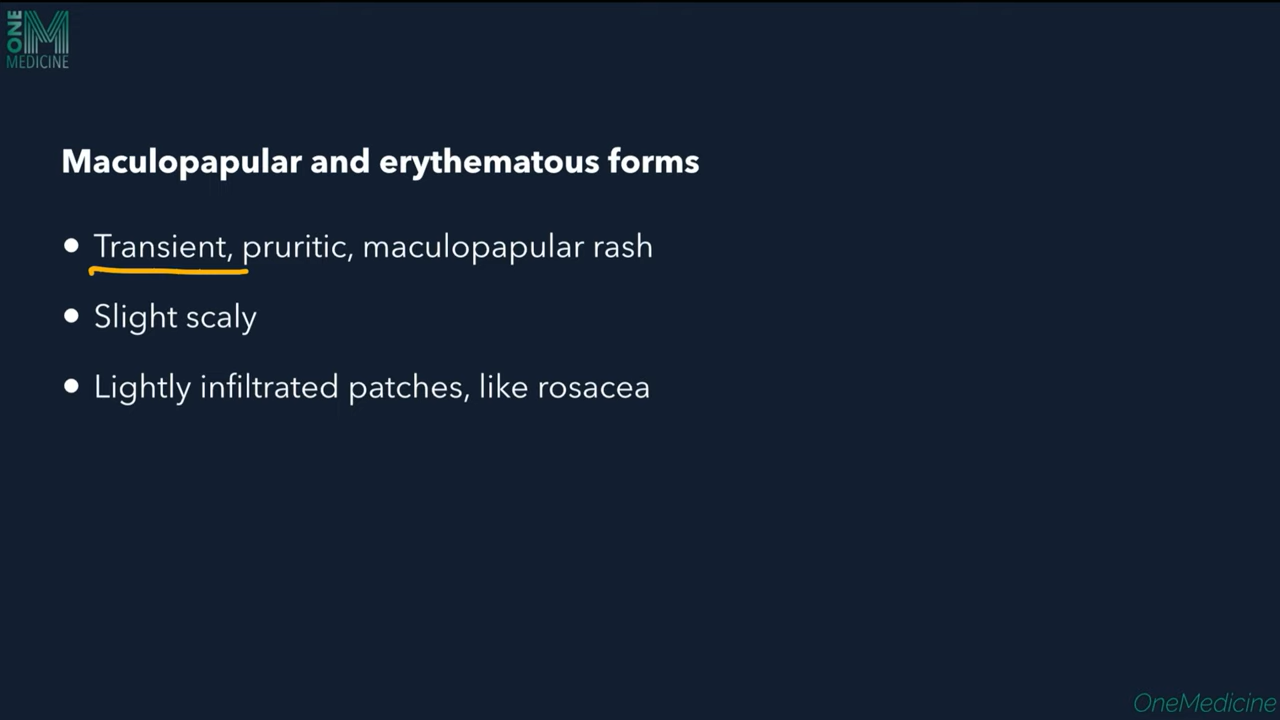 ONE
M
MEDICINE
Maculopapular and erythematous forms
• Transient, pruritic, maculopapular rash
• Slight scaly
• Lightly infiltrated patches, like rosacea
OneMedicine